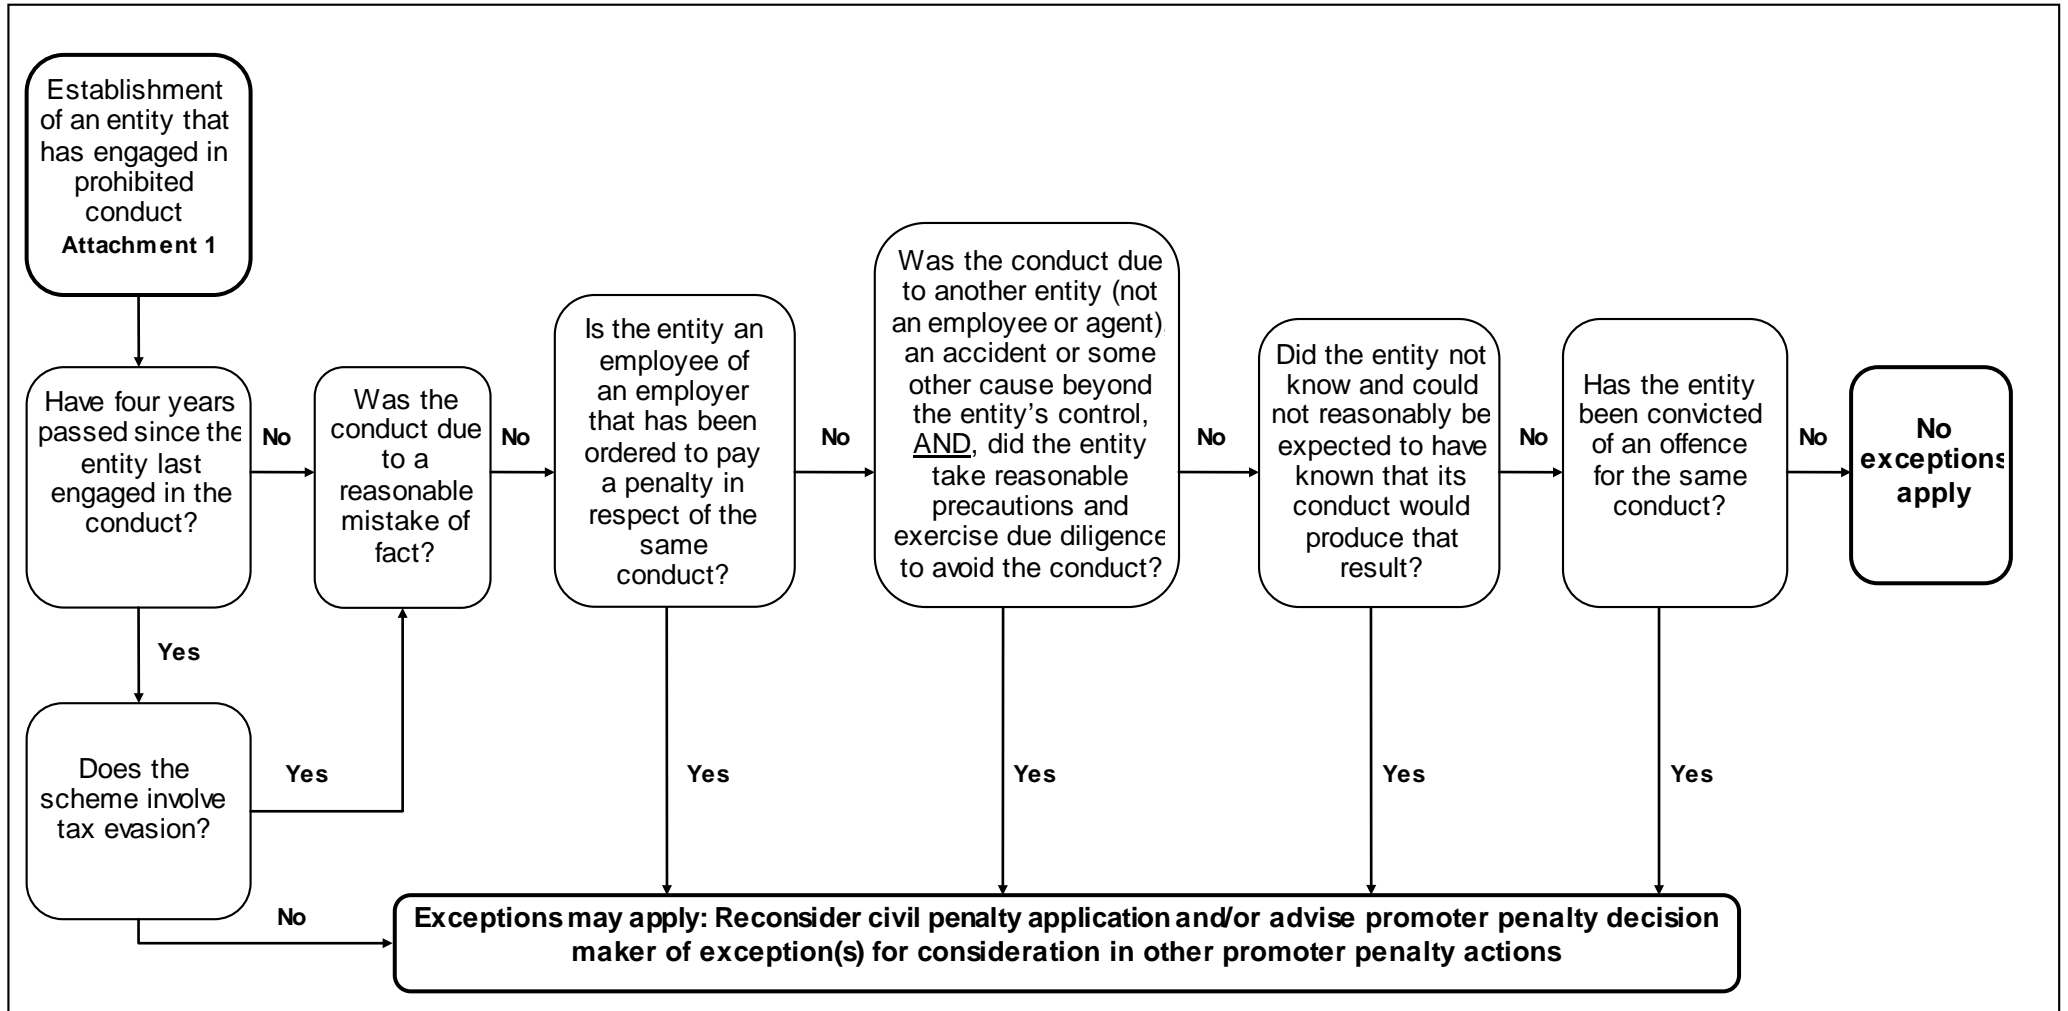 Establishment
of an entity that
has engaged in
prohibited
conduct
Attachment 1
Have four years
passed since the
entity last
engaged in the
conduct?
No
Was the
conduct due
to a
reasonable
mistake of
fact?
No
Is the entity an
employee of
an employer
that has been
ordered to pay
a penalty in
respect of the
same
conduct?
No
Was the conduct due
to another entity (not
an employee or agent),
an accident or some
other cause beyond
the entity's control,
AND, did the entity
take reasonable
precautions and
exercise due diligence
to avoid the conduct?
No
Did the entity not
know and could
not reasonably be
expected to have
known that its
conduct would
produce that
result?
No
Has the entity
been convicted
of an offence
for the same
conduct?
No
No
exceptions
apply
Yes
Does the
scheme involve
tax evasion?
Yes
Yes
Yes
Yes
Yes
No
Exceptions may apply: Reconsider civil penalty application and/or advise promoter penalty decision
maker of exception(s) for consideration in other promoter penalty actions